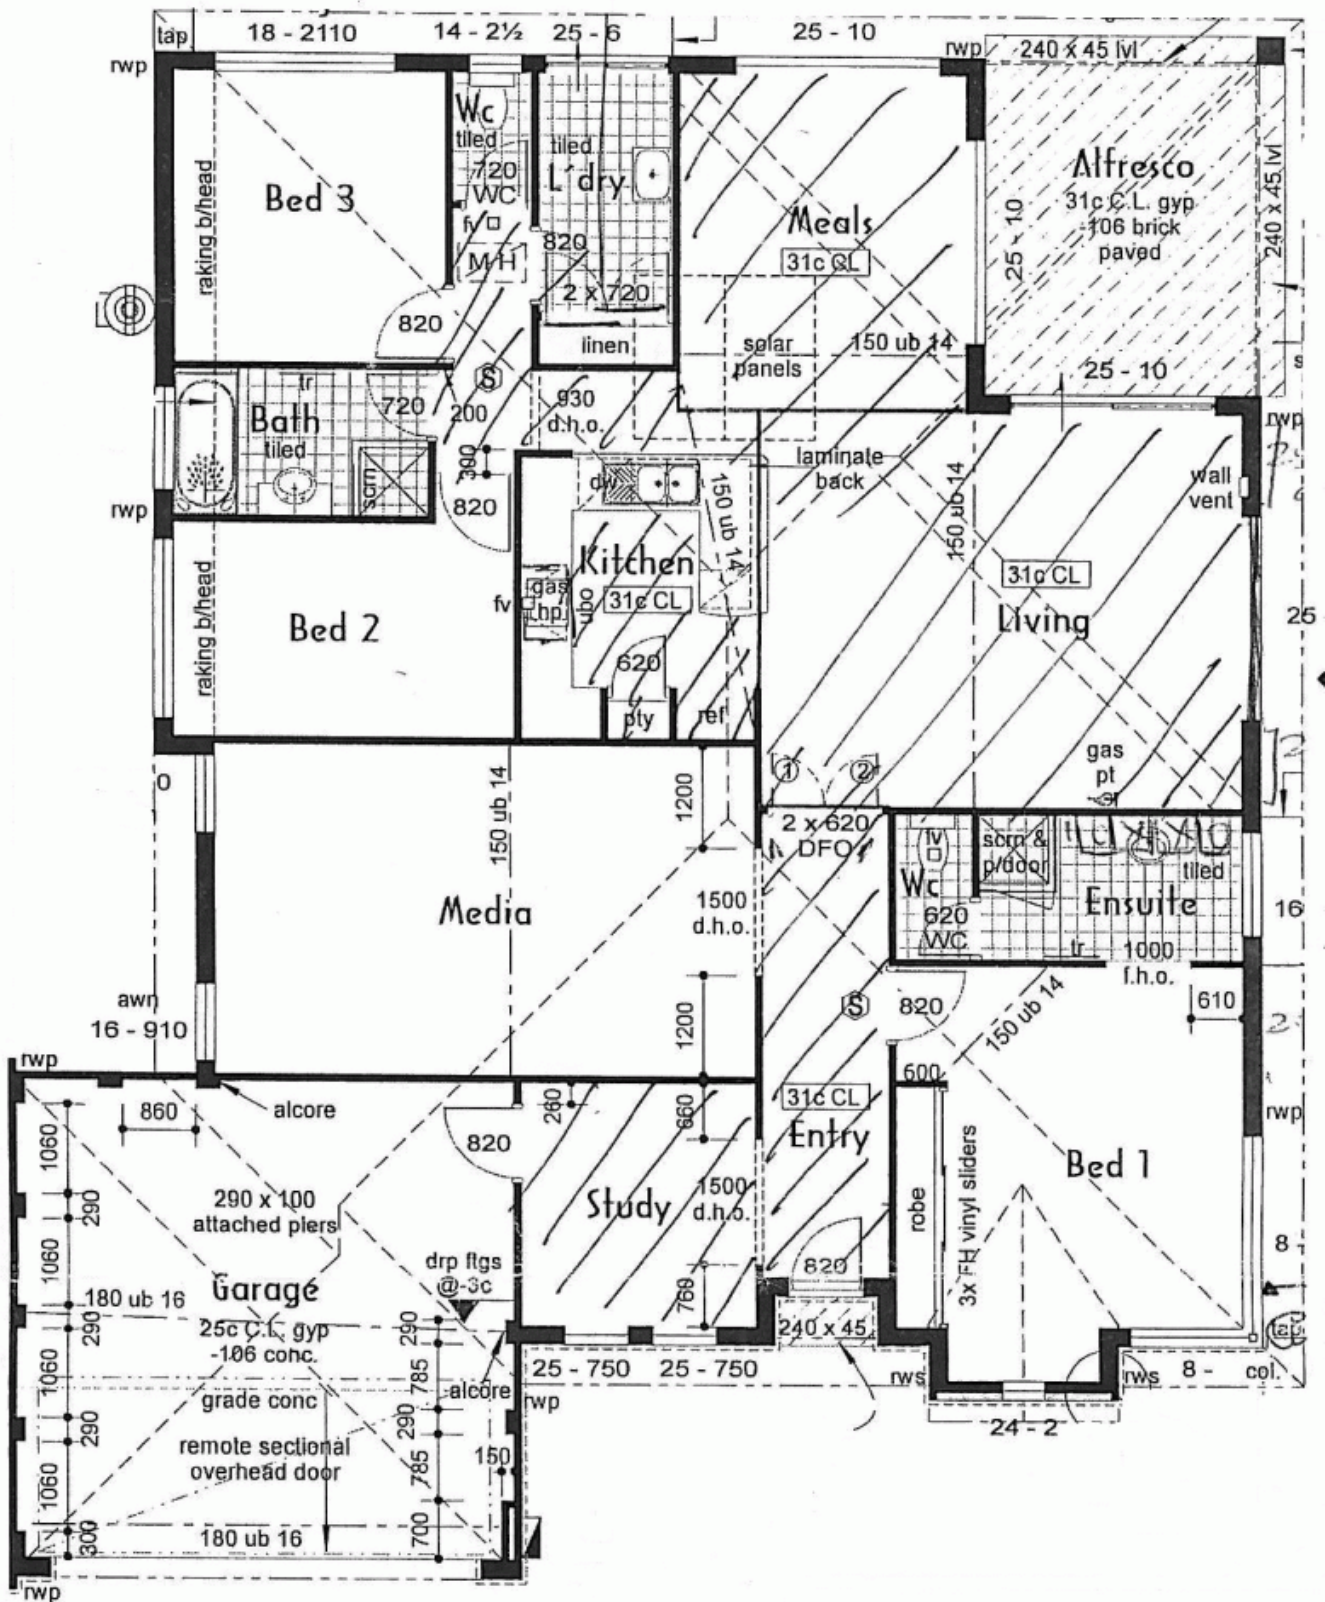 tap
18 - 2110
14 - 2½
25 - 6
25 - 10
rwp
rwp
240 x 45 lvl
Wc
tiled
720
WC
fv
M H
tiled
L'dry
820
2 x 720
linen
raking b/head
Bed 3
820
Meals
31c CL
solar
panels
150 ub 14
25 - 10
Alfresco
31c C.L. gyp
-106 brick
paved
240 x 45 lvl
25 - 10
s
rwp
S
tr
Bath
tiled
720
scrn
200
300
820
930
d.h.o.
rwp
dw
150 ub 14
laminate
back
150 ub 14
wall
vent
Kitchen
31c CL
gas
hp
ubo
fv
620
pty
ref
31c CL
Living
25
raking b/head
Bed 2
gas
pt
1
2
0
150 ub 14
1200
2 x 620
DFO
Media
1500
d.h.o.
1200
fv
Wc
620
WC
scrn &
p/door
tiled
Ensuite
tr
1000
f.h.o.
16
awn
16 - 910
S
820
150 ub 14
610
rwp
600
rwp
860
alcore
820
260
660
31c CL
Entry
Bed 1
1060
290
1060
290
1060
290
1060
300
290 x 100
attached piers
Study
1500
d.h.o.
robe
3x FH vinyl sliders
8 -
Garage
180 ub 16
25c C.L. gyp
-106 conc.
drp flgs
@-3c
760
820
240 x 45
290
785
290
785
700
grade conc
alcore
rwp
25 - 750
25 - 750
rws
rws
8 -
col.
24 - 2
remote sectional
overhead door
150
180 ub 16
rwp